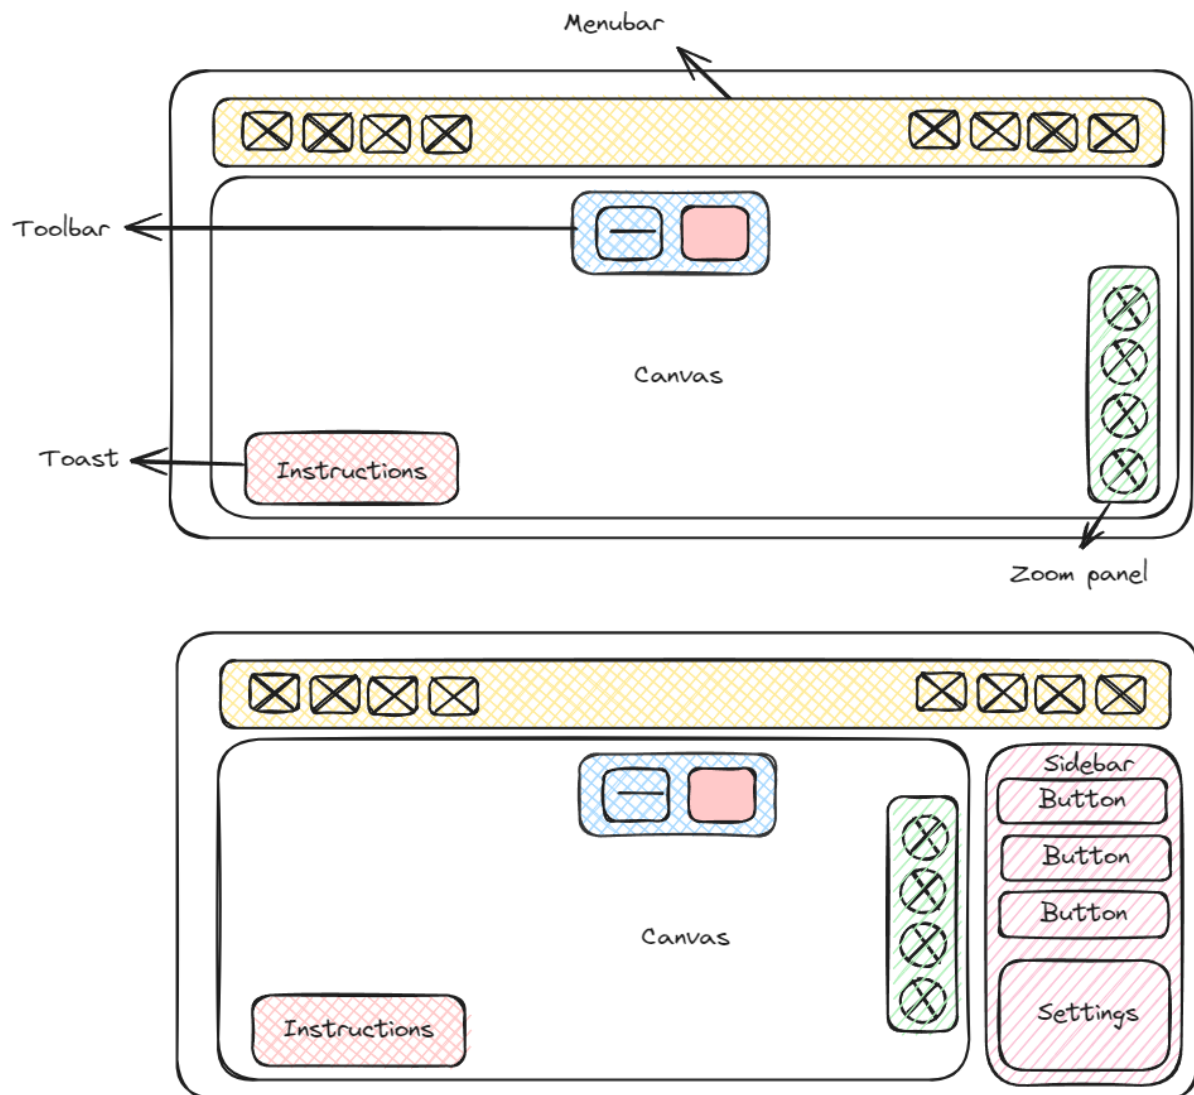 Menubar
Toolbar
Canvas
Toast
Instructions
Zoom panel
Sidebar
Button
Button
Button
Canvas
Settings
Instructions